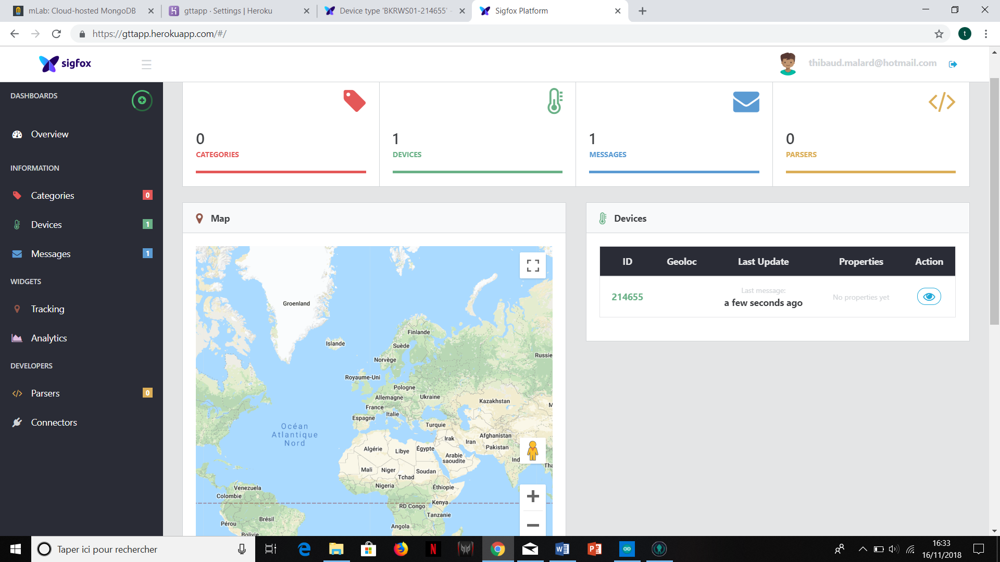 mLab: Cloud-hosted MongoDB
gttapp · Settings | Heroku
Device type 'BKRWS01-214655' -
Sigfox Platform
https://gttapp.herokuapp.com/#/
t
sigfox
thibaud.malard@hotmail.com
DASHBOARDS
Overview
INFORMATION
Categories 0
Devices 1
Messages 1
WIDGETS
Tracking
Analytics
DEVELOPERS
Parsers 0
Connectors
0
CATEGORIES
1
DEVICES
1
MESSAGES
0
PARSERS
Map
Groenland
Islande
Finlande
Suède
Norvège
Russie
Royaume-Uni
Pologne
Allemagne
Ukraine
France
Kazakhstan
M
Italie
Espagne
Turquie
Océan
Atlantique
Nord
Afghanistan
Irak
Iran
Pakistan
Algérie
Libye
Égypte
Arabie
saoudite
Ind
Tha
Mali
Niger
Soudan
Tchad
Nigeria
Éthiopie
Venezuela
Colombie
Kenya
RD Congo
Tanzanie
Brésil
Pérou
Angola
Bolivie
Devices
ID Geoloc Last Update Properties Action
214655
Last message:
a few seconds ago
No properties yet
Taper ici pour rechercher
16:33
16/11/2018